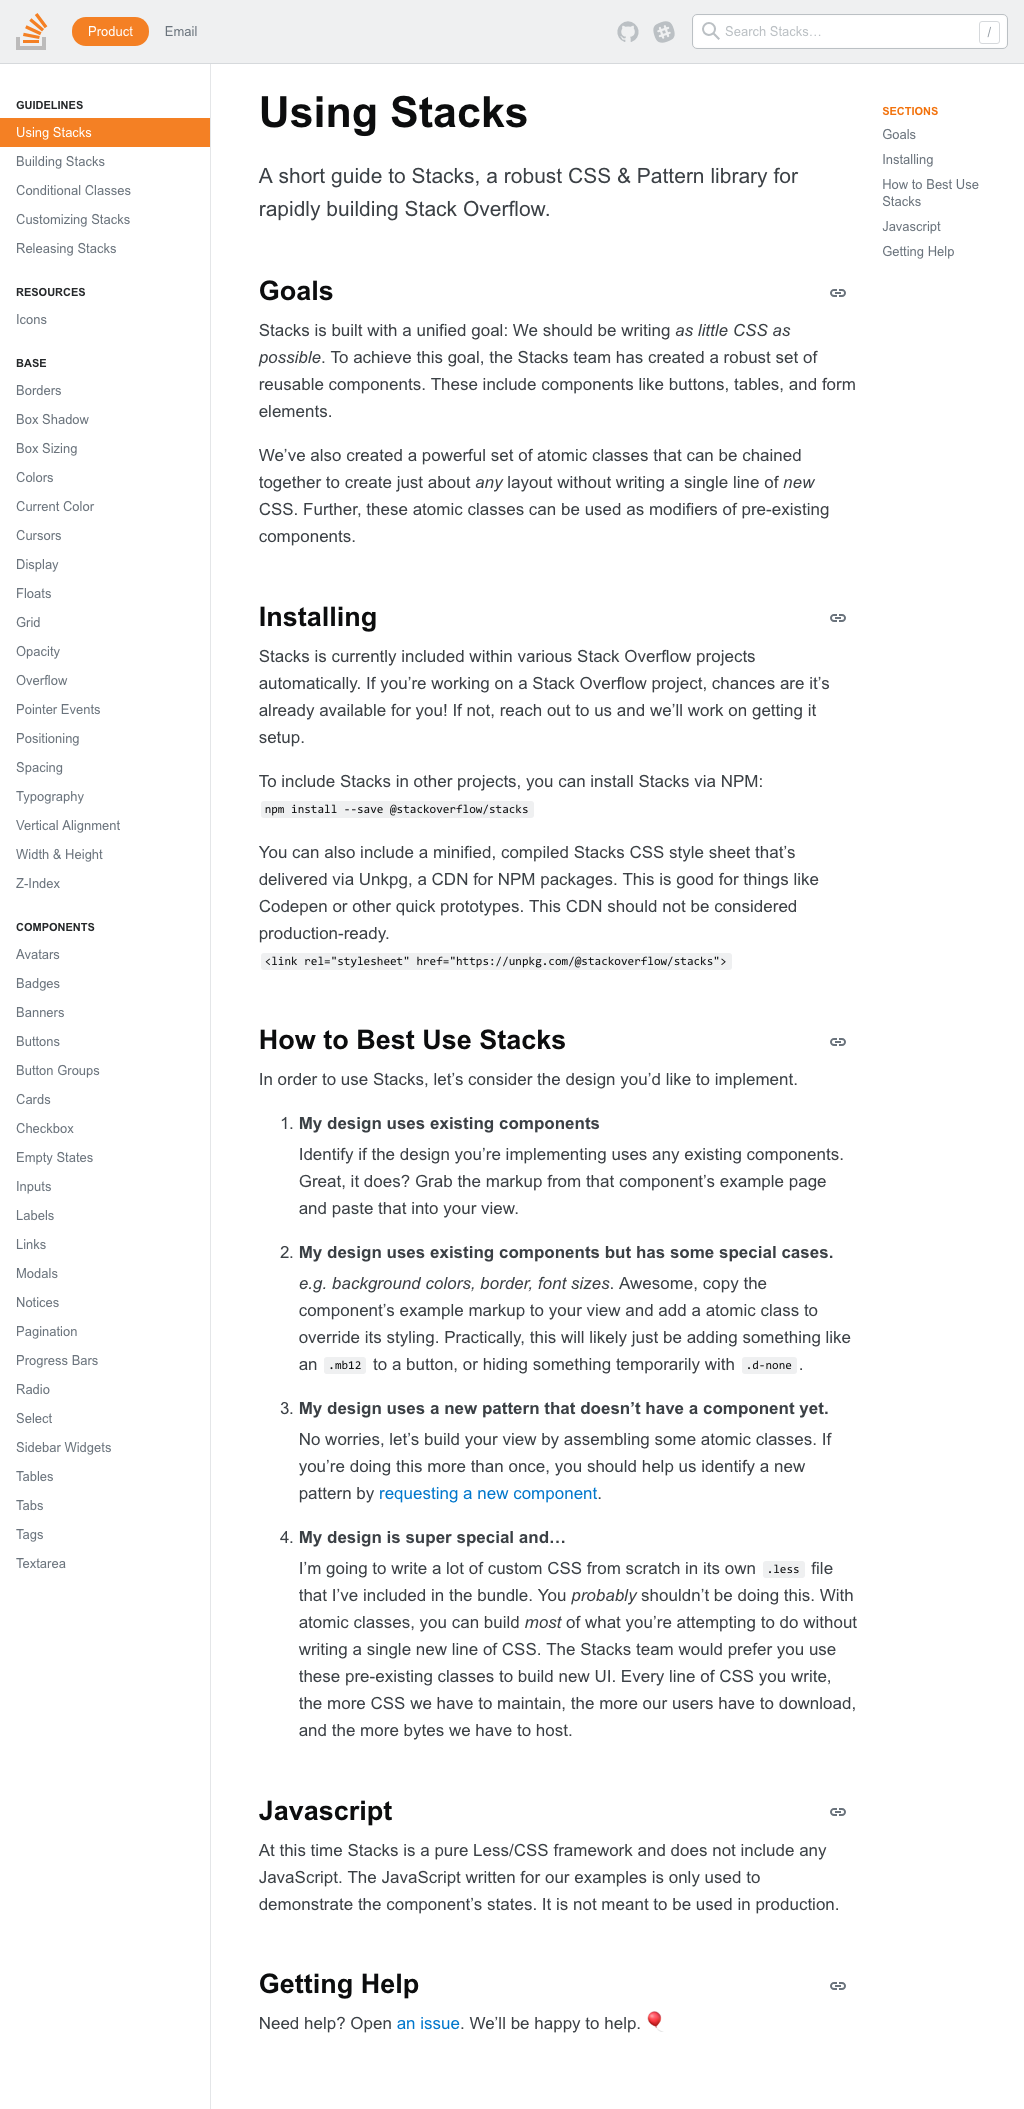 Product
Email
Search Stacks…
/
GUIDELINES
Using Stacks
Building Stacks
Conditional Classes
Customizing Stacks
Releasing Stacks
RESOURCES
Icons
BASE
Borders
Box Shadow
Box Sizing
Colors
Current Color
Cursors
Display
Floats
Grid
Opacity
Overflow
Pointer Events
Positioning
Spacing
Typography
Vertical Alignment
Width & Height
Z-Index
COMPONENTS
Avatars
Badges
Banners
Buttons
Button Groups
Cards
Checkbox
Empty States
Inputs
Labels
Links
Modals
Notices
Pagination
Progress Bars
Radio
Select
Sidebar Widgets
Tables
Tabs
Tags
Textarea
Using Stacks
A short guide to Stacks, a robust CSS & Pattern library for
rapidly building Stack Overflow.
Goals
Stacks is built with a unified goal: We should be writing as little CSS as
possible. To achieve this goal, the Stacks team has created a robust set of
reusable components. These include components like buttons, tables, and form
elements.
We’ve also created a powerful set of atomic classes that can be chained
together to create just about any layout without writing a single line of new
CSS. Further, these atomic classes can be used as modifiers of pre-existing
components.
Installing
Stacks is currently included within various Stack Overflow projects
automatically. If you’re working on a Stack Overflow project, chances are it’s
already available for you! If not, reach out to us and we’ll work on getting it
setup.
To include Stacks in other projects, you can install Stacks via NPM:
npm install --save @stackoverflow/stacks
You can also include a minified, compiled Stacks CSS style sheet that’s
delivered via Unkpg, a CDN for NPM packages. This is good for things like
Codepen or other quick prototypes. This CDN should not be considered
production-ready.
<link rel="stylesheet" href="https://unpkg.com/@stackoverflow/stacks">
How to Best Use Stacks
In order to use Stacks, let’s consider the design you’d like to implement.
1. My design uses existing components
Identify if the design you’re implementing uses any existing components.
Great, it does? Grab the markup from that component’s example page
and paste that into your view.
2. My design uses existing components but has some special cases.
e.g. background colors, border, font sizes. Awesome, copy the
component’s example markup to your view and add a atomic class to
override its styling. Practically, this will likely just be adding something like
an .mb12 to a button, or hiding something temporarily with .d-none.
3. My design uses a new pattern that doesn’t have a component yet.
No worries, let’s build your view by assembling some atomic classes. If
you’re doing this more than once, you should help us identify a new
pattern by requesting a new component.
4. My design is super special and…
I’m going to write a lot of custom CSS from scratch in its own .less file
that I’ve included in the bundle. You probably shouldn’t be doing this. With
atomic classes, you can build most of what you’re attempting to do without
writing a single new line of CSS. The Stacks team would prefer you use
these pre-existing classes to build new UI. Every line of CSS you write,
the more CSS we have to maintain, the more our users have to download,
and the more bytes we have to host.
Javascript
At this time Stacks is a pure Less/CSS framework and does not include any
JavaScript. The JavaScript written for our examples is only used to
demonstrate the component’s states. It is not meant to be used in production.
Getting Help
Need help? Open an issue. We’ll be happy to help. 🎈
SECTIONS
Goals
Installing
How to Best Use
Stacks
Javascript
Getting Help